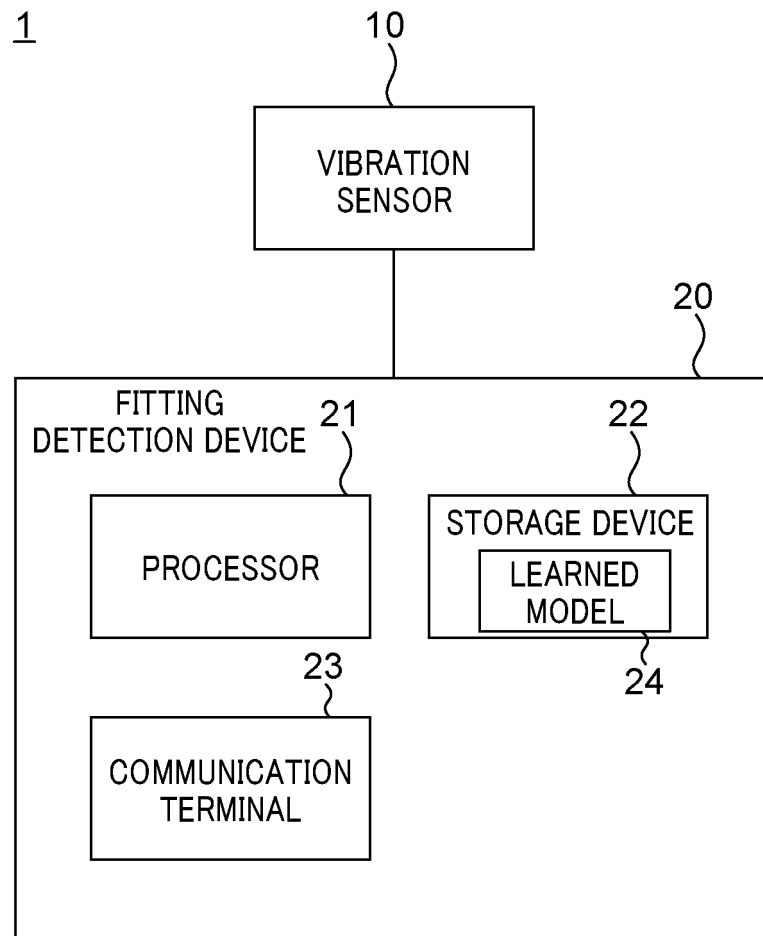 1
10
VIBRATION
SENSOR
20
FITTING
DETECTION DEVICE
21
22
PROCESSOR
STORAGE DEVICE
LEARNED
MODEL
23
24
COMMUNICATION
TERMINAL